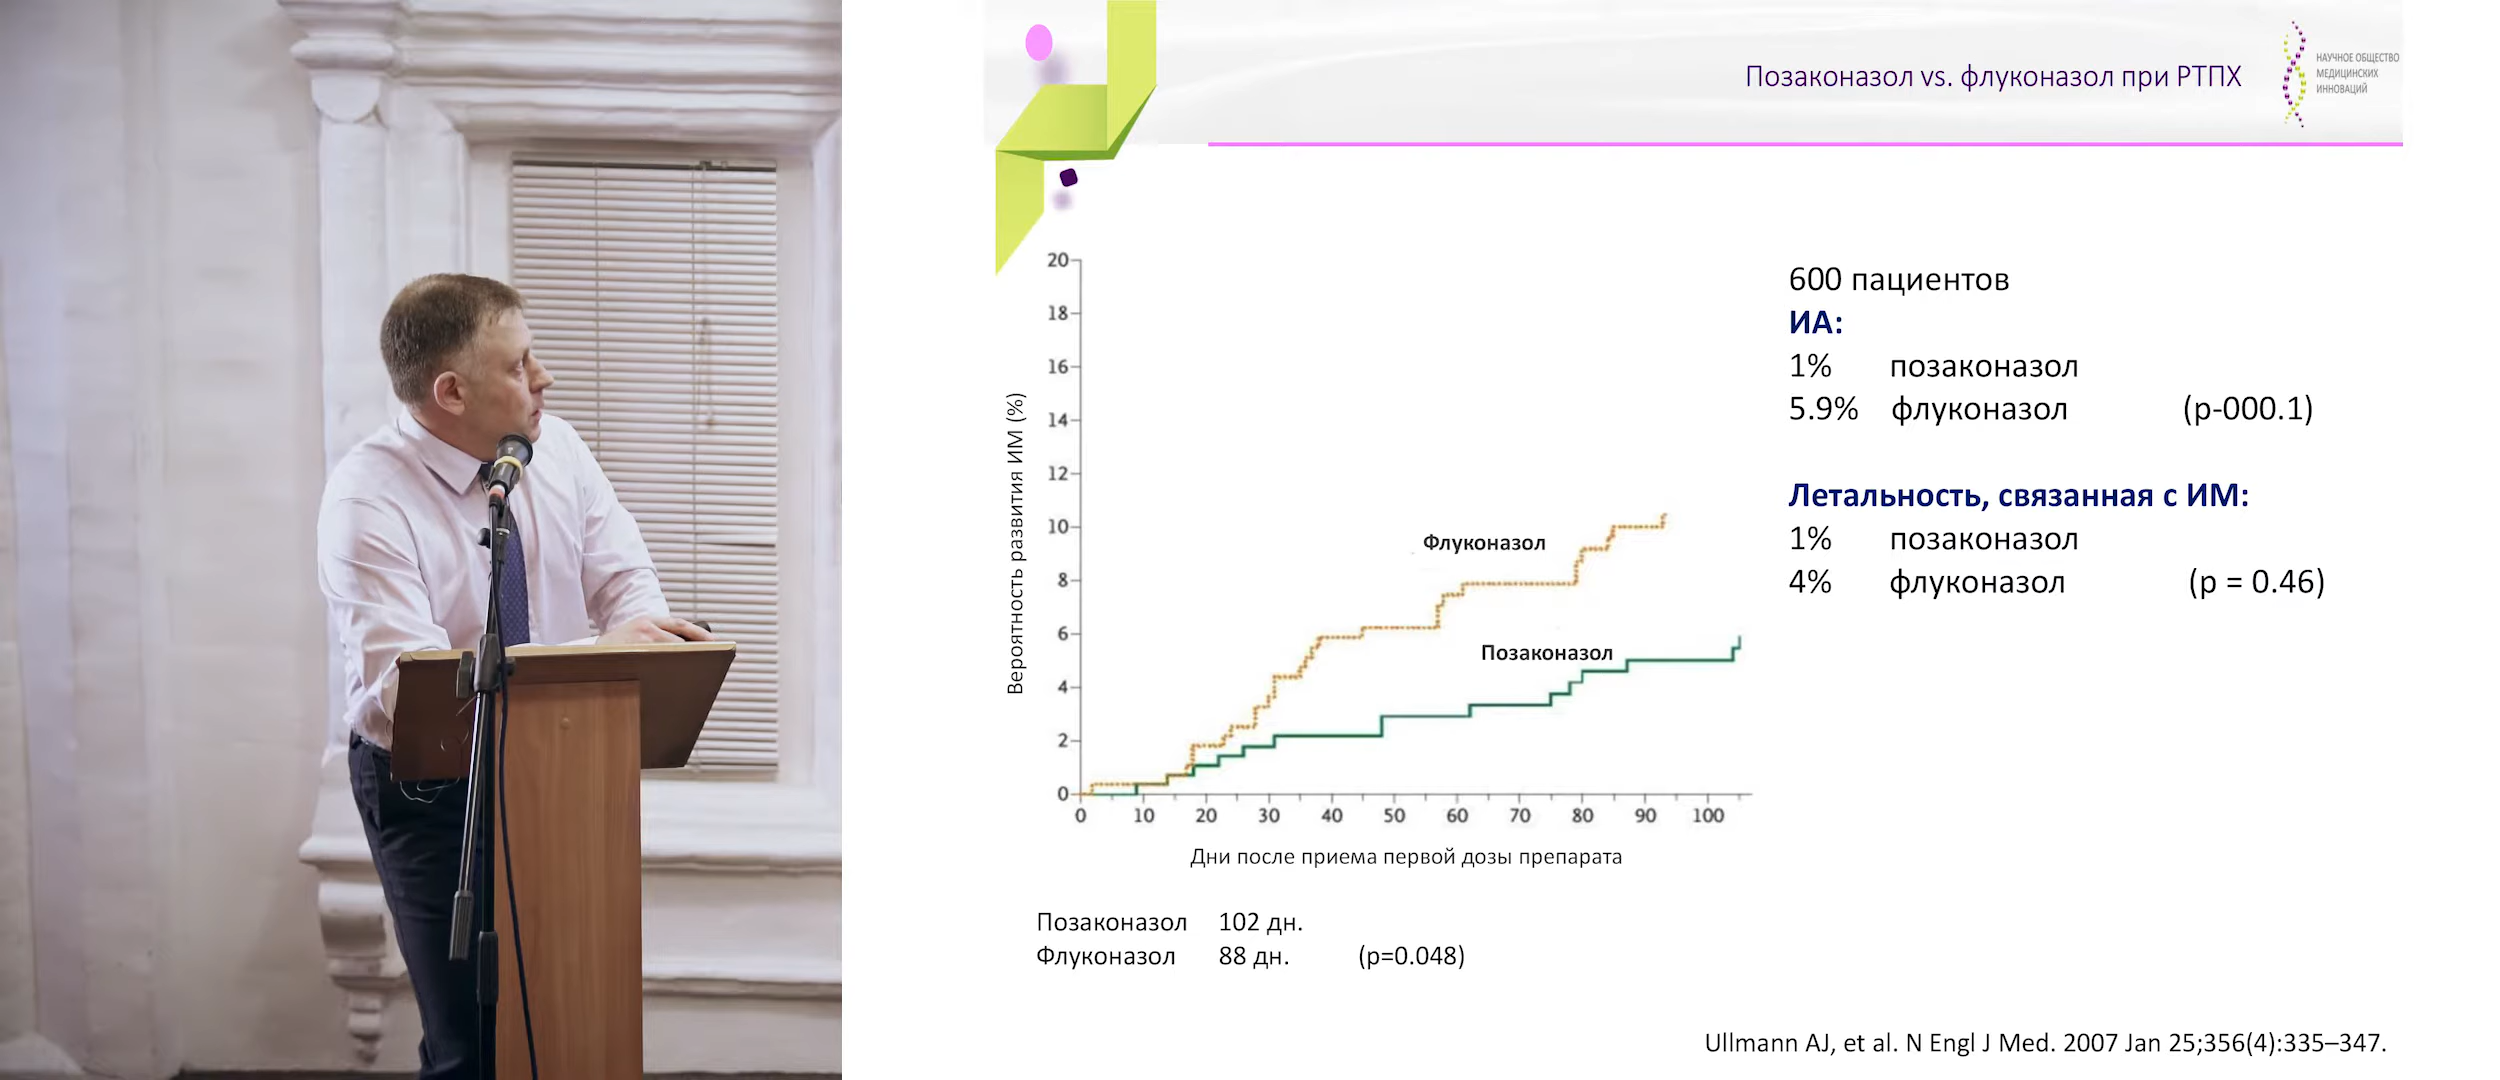 Позаконазол vs. флуконазол при РТПХ
НАУЧНОЕ ОБЩЕСТВО
МЕДИЦИНСКИХ
ИННОВАЦИЙ
Вероятность развития ИМ (%)
20
18
16
14
12
10
8
6
4
2
0
Флуконазол
Позаконазол
0 10 20 30 40 50 60 70 80 90 100
Дни после приема первой дозы препарата
Позаконазол 102 дн.
Флуконазол 88 дн. (p=0.048)
600 пациентов
ИА:
1% позаконазол
5.9% флуконазол (p-000.1)
Летальность, связанная с ИМ:
1% позаконазол
4% флуконазол (p = 0.46)
Ullmann AJ, et al. N Engl J Med. 2007 Jan 25;356(4):335–347.